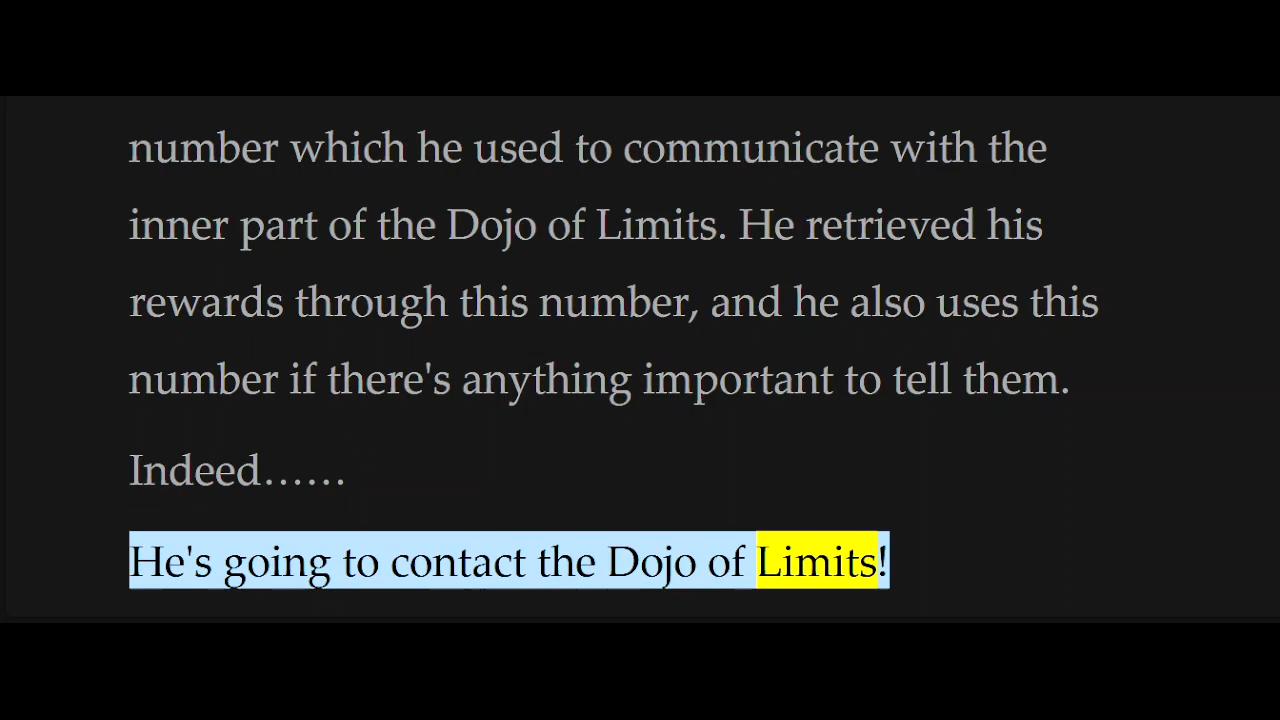 number which he used to communicate with the
inner part of the Dojo of Limits. He retrieved his
rewards through this number, and he also uses this
number if there's anything important to tell them.
Indeed……
He's going to contact the Dojo of Limits!